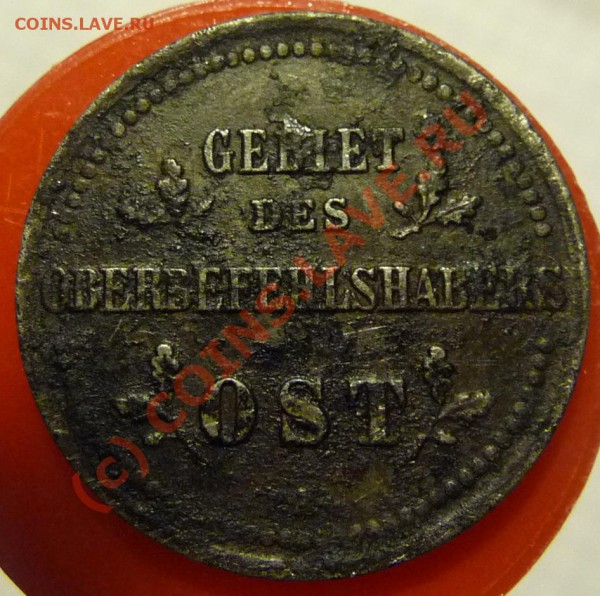 COINS.LAVE.RU
GEBIET
DES
OBERBEFEHLSHABERS
OST
(c) COINS.LAVE.RU